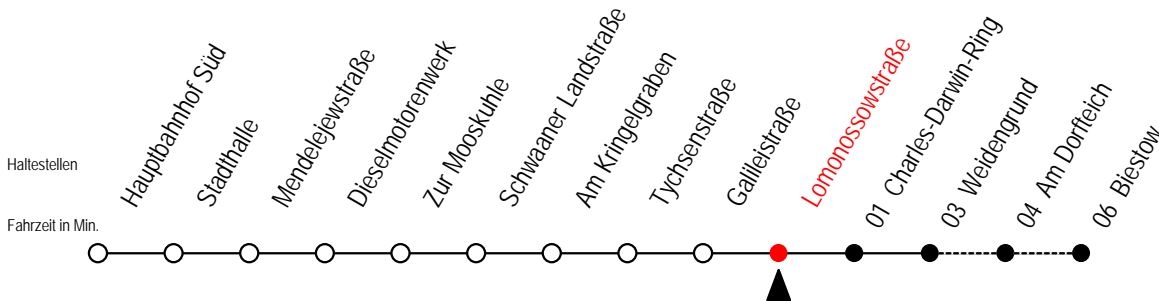 Haltestellen
Fahrzeit in Min.
Hauptbahnhof Süd
Stadthalle
Mendelejewstraße
Dieselmotorenwerk
Zur Mooskuhle
Schwaaner Landstraße
Am Kringelgraben
Tychsenstraße
Galileistraße
Lomonossowstraße
01 Charles-Darwin-Ring
03 Weidengrund
04 Am Dorfteich
06 Biestow